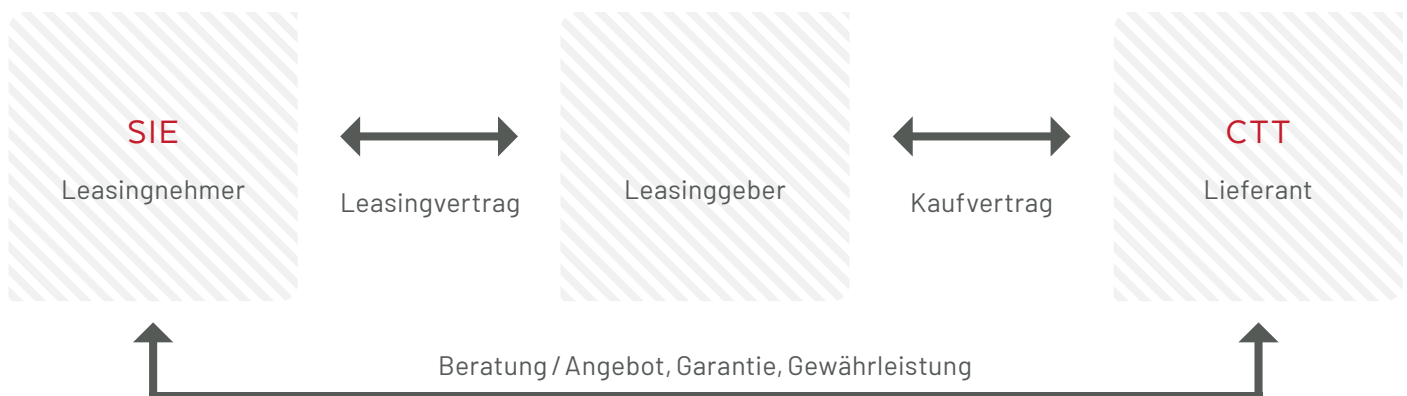 SIE
Leasingnehmer
Leasingvertrag
Leasinggeber
Kaufvertrag
CTT
Lieferant
Beratung / Angebot, Garantie, Gewährleistung